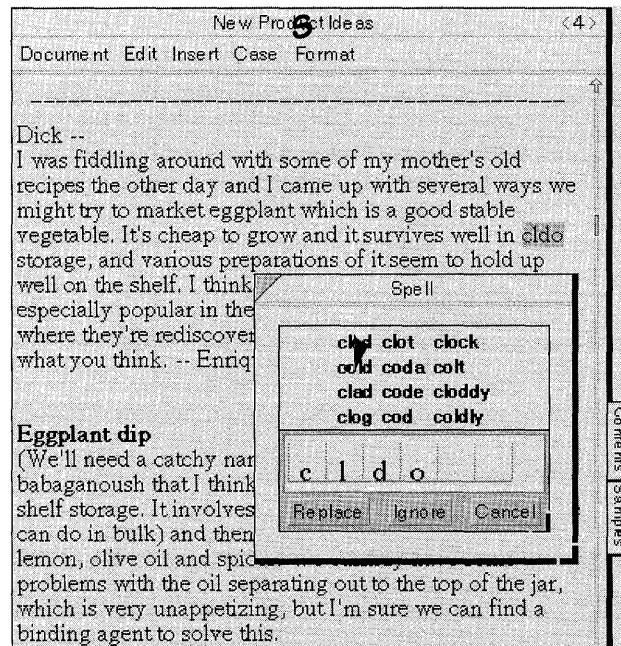 New Product Ideas <4>
Document Edit Insert Case Format
Dick --
I was fiddling around with some of my mother's old
recipes the other day and I came up with several ways we
might try to market eggplant which is a good stable
vegetable. It's cheap to grow and it survives well in cldo
storage, and various preparations of it seem to hold up
well on the shelf. I think
especially popular in the
where they're rediscover
what you think. -- Enriq
Eggplant dip
(We'll need a catchy nar
babaganoush that I think
shelf storage. It involves
can do in bulk) and then
lemon, olive oil and spic
problems with the oil separating out to the top of the jar,
which is very unappetizing, but I'm sure we can find a
binding agent to solve this.
Spell
clot clock
cold coda colt
clad code cloddy
clog cod coldly
c l d o
Replace Ignore Cancel
Samples